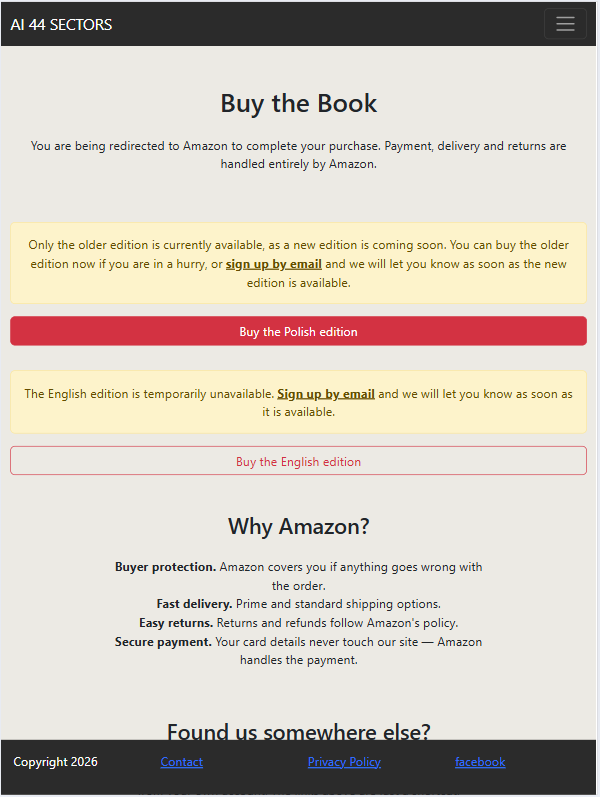 AI 44 SECTORS
Buy the Book
You are being redirected to Amazon to complete your purchase. Payment, delivery and returns are
handled entirely by Amazon.
Only the older edition is currently available, as a new edition is coming soon. You can buy the older
edition now if you are in a hurry, or sign up by email and we will let you know as soon as the new
edition is available.
Buy the Polish edition
The English edition is temporarily unavailable. Sign up by email and we will let you know as soon as
it is available.
Buy the English edition
Why Amazon?
Buyer protection. Amazon covers you if anything goes wrong with
the order.
Fast delivery. Prime and standard shipping options.
Easy returns. Returns and refunds follow Amazon's policy.
Secure payment. Your card details never touch our site — Amazon
handles the payment.
Found us somewhere else?
Copyright 2026 Contact Privacy Policy facebook